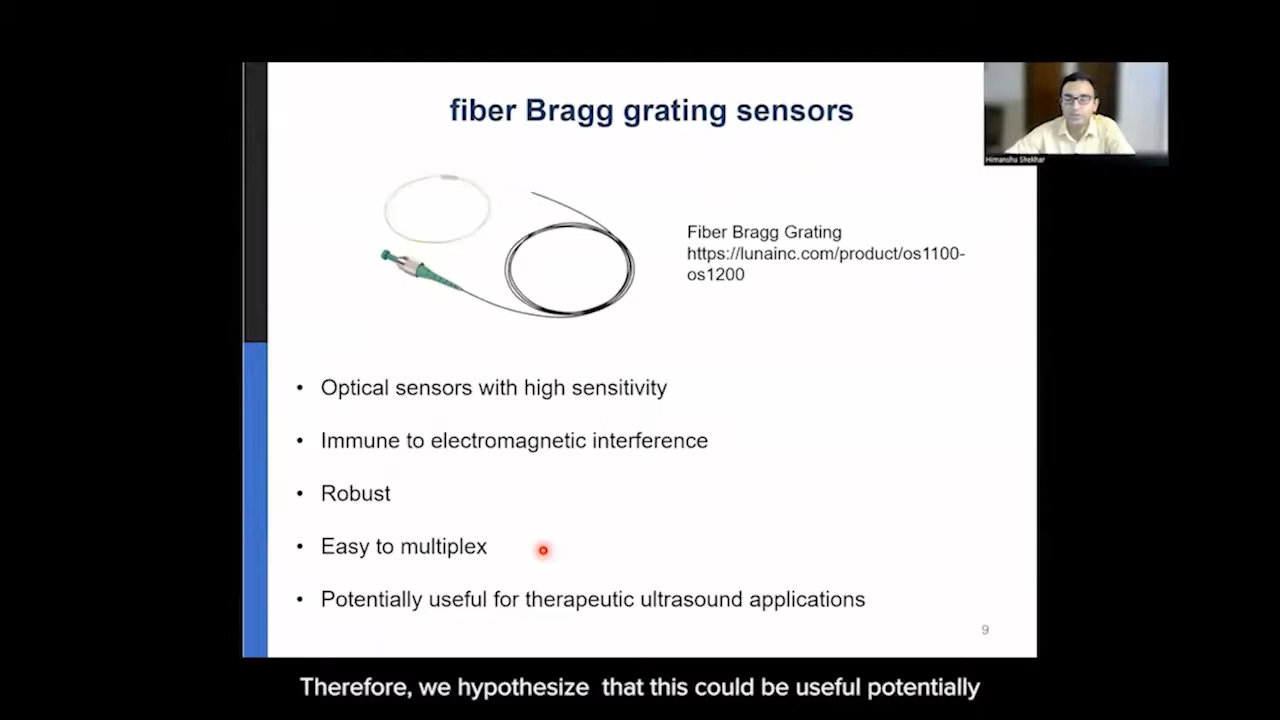 fiber Bragg grating sensors
Himanshu Shekhar
Fiber Bragg Grating
https://lunainc.com/product/os1100-
os1200
• Optical sensors with high sensitivity
• Immune to electromagnetic interference
• Robust
• Easy to multiplex
• Potentially useful for therapeutic ultrasound applications
9
Therefore, we hypothesize that this could be useful potentially